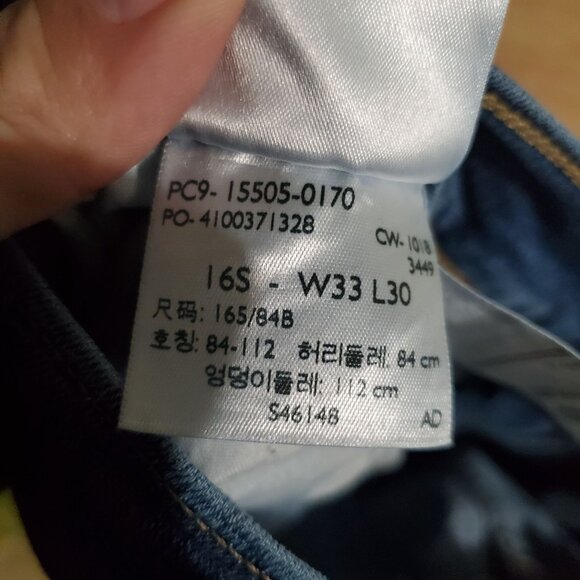 PC9- 15505-0170
PO-4100371328
CW- 1018
3449
16S - W33 L30
尺码: 165/84B
호칭: 84-112 허리둘레: 84 cm
엉덩이둘레: 112 cm
S46148 AD